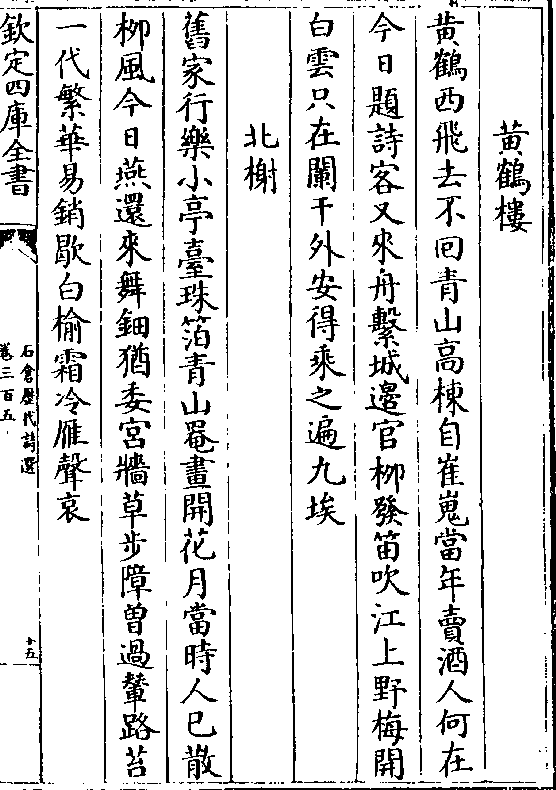 黄鶴樓
黄鶴西飛去不囘青山高棟自崔嵬當年賣酒人何在
今日題詩客又來舟繫城邉官柳發笛吹江上野梅開
白雲只在闌干外安得乘之遍九埃
北榭
舊家行樂小亭臺珠箔青山罨畫開花月當時人已散
柳風今日燕還來舞鈿猶委宮牆草步障曽過輦路苔
一代繁華易銷歇白榆霜冷雁聲哀
欽定四庫全書
石倉歷代詩選
卷三百五
十五